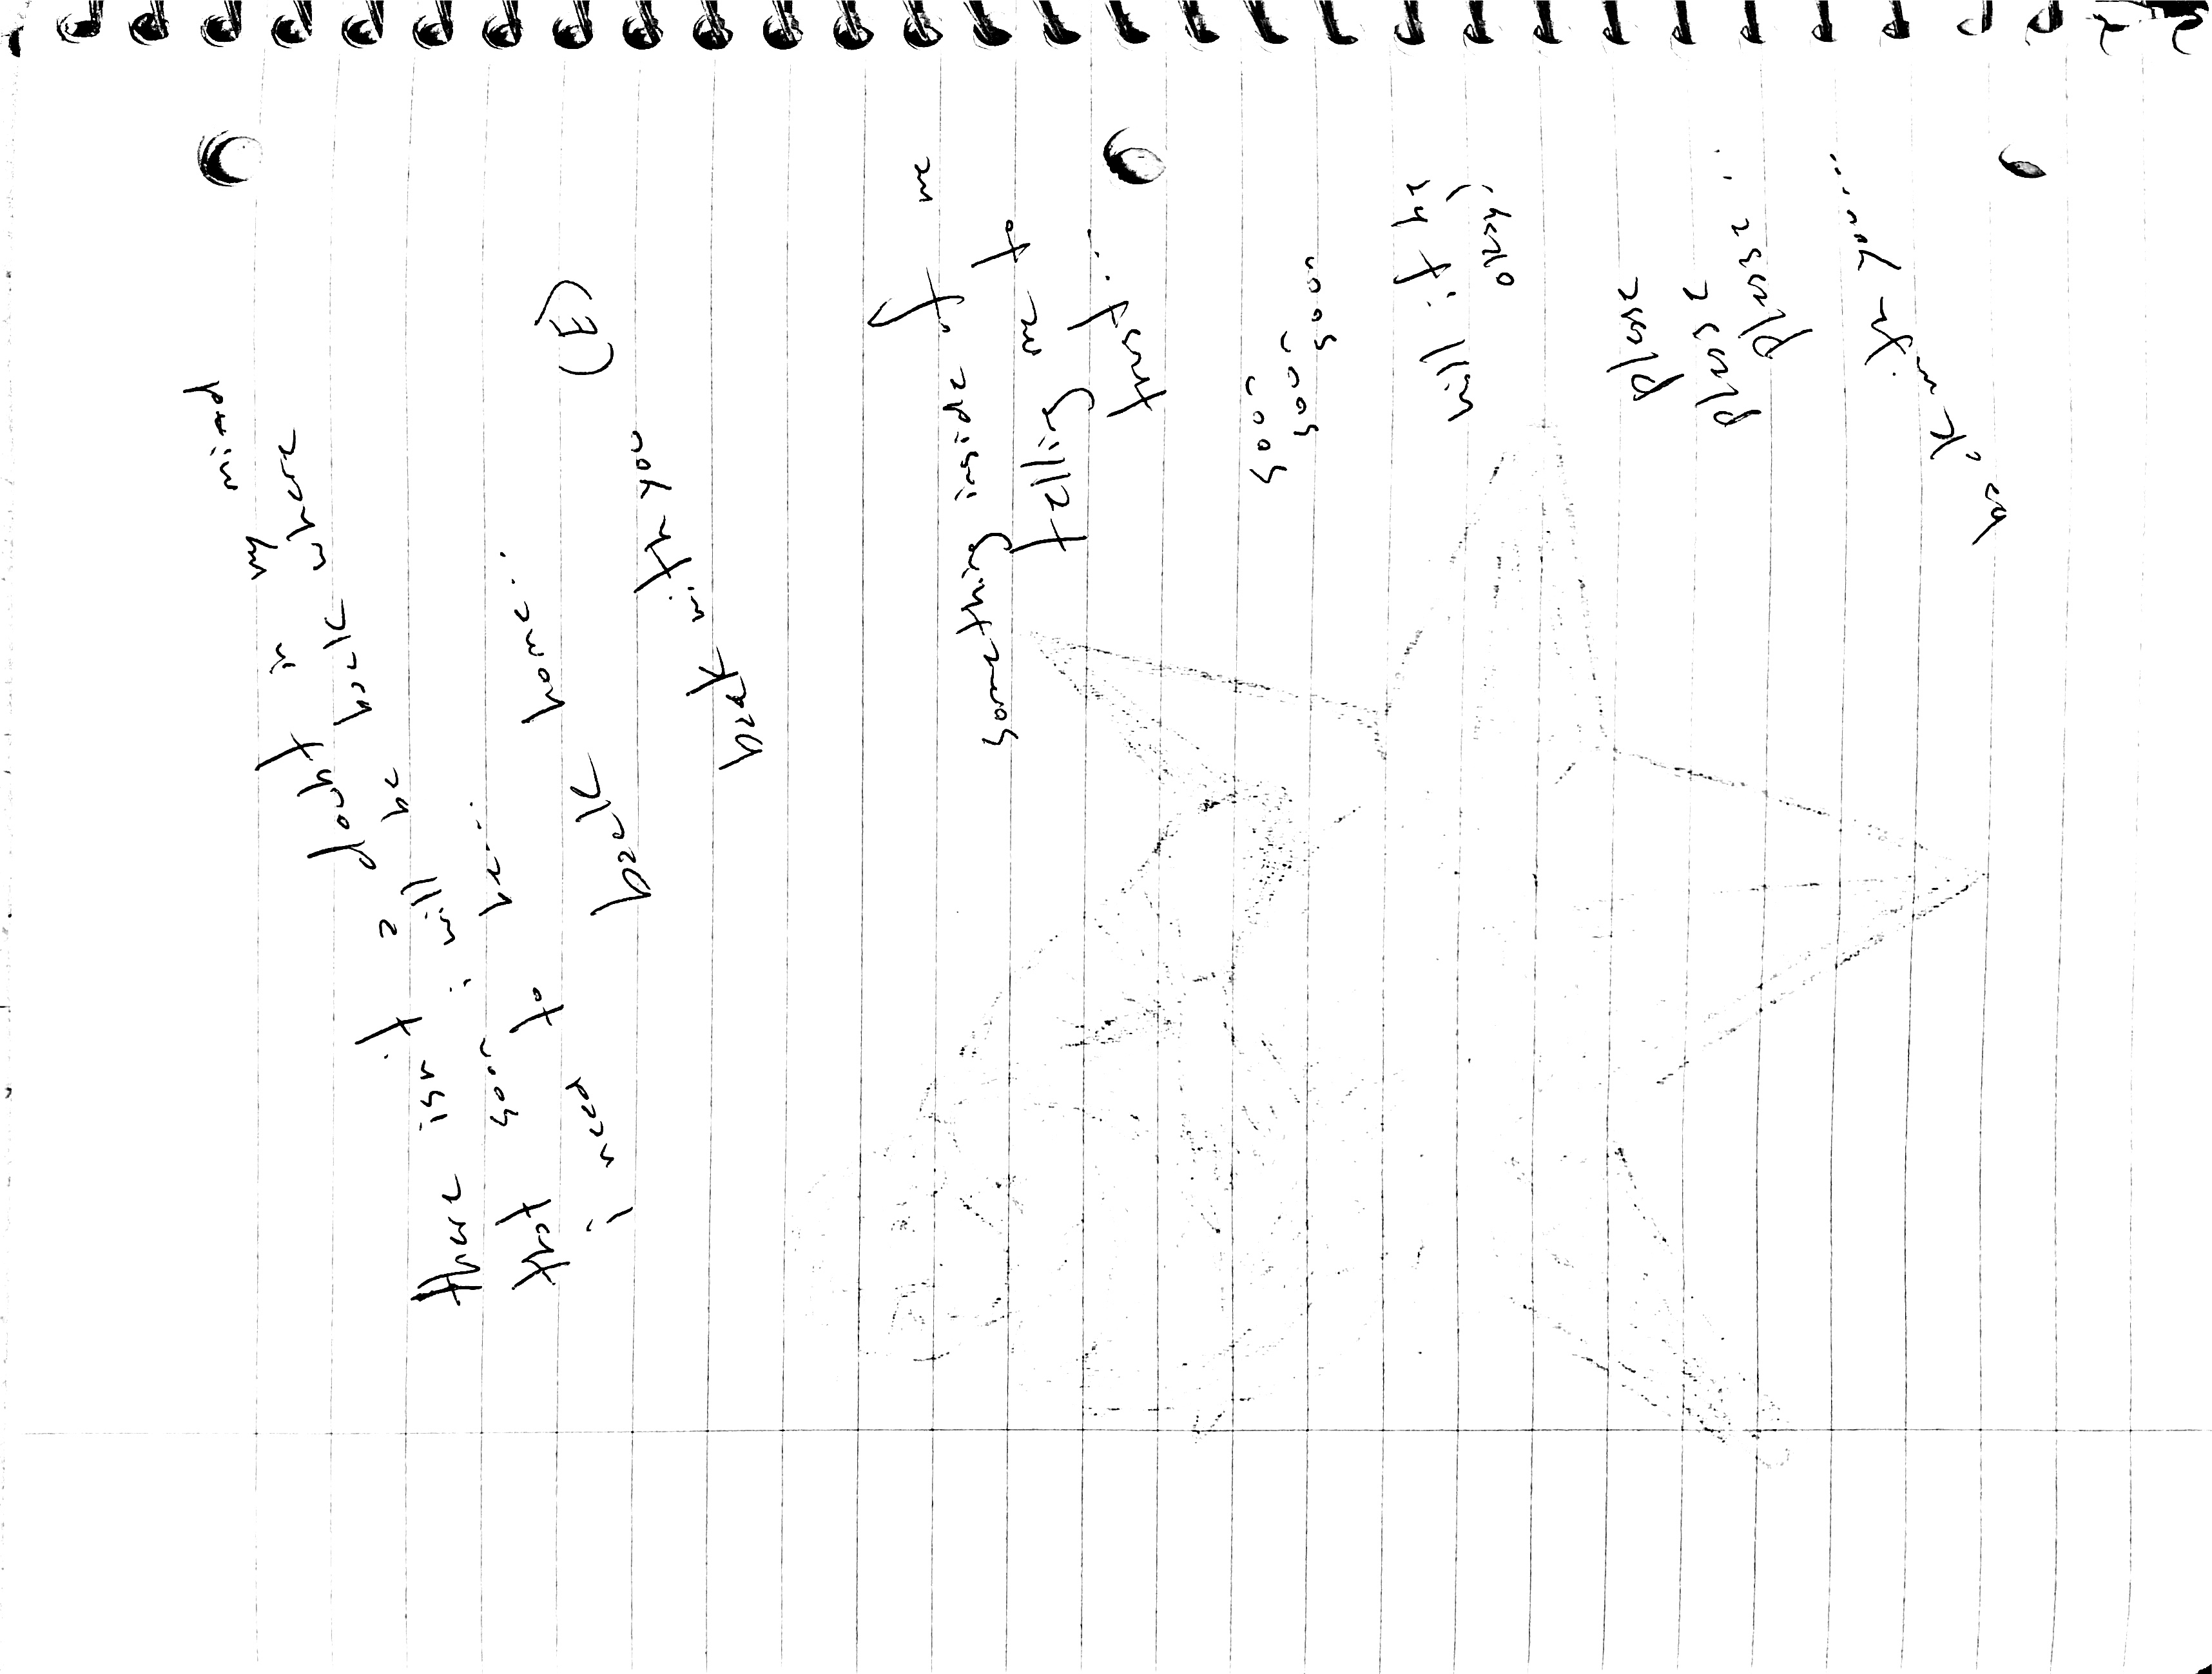 there isn't a doubt in my mind
that soon i will be back where
i need to be...
back home...
back with you (E)
something inside of me
telling me to
trust...
soon
soon
soon
will it be
okay?
please
please
please...
back with you...